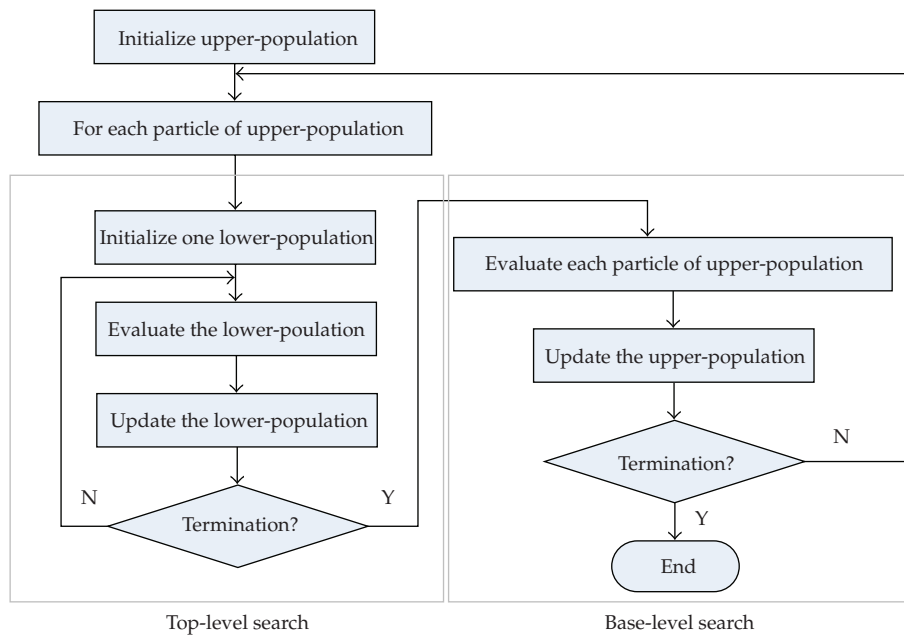 Initialize upper-population
For each particle of upper-population
Initialize one lower-population
Evaluate the lower-poulation
Update the lower-population
N
Y
Termination?
Top-level search
Evaluate each particle of upper-population
Update the upper-population
N
Termination?
Y
End
Base-level search